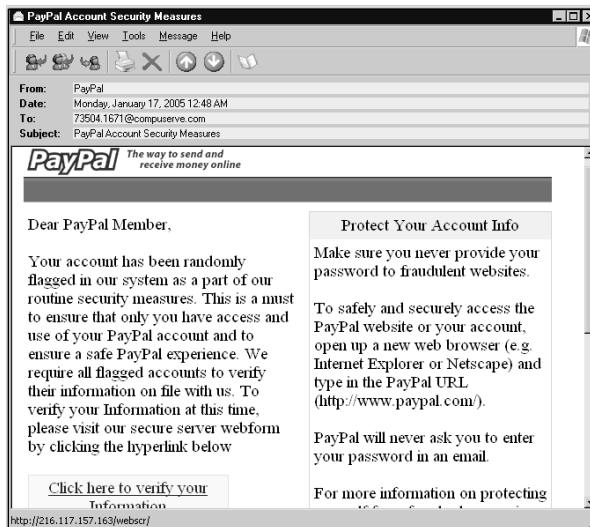 PayPal Account Security Measures
File Edit View Tools Message Help
From: PayPal
Date: Monday, January 17, 2005 12:48 AM
To: 73504.1671@compuserve.com
Subject: PayPal Account Security Measures
PayPal The way to send and
receive money online
Dear PayPal Member,
Your account has been randomly
flagged in our system as a part of our
routine security measures. This is a must
to ensure that only you have access and
use of your PayPal account and to
ensure a safe PayPal experience. We
require all flagged accounts to verify
their information on file with us. To
verify your Information at this time,
please visit our secure server webform
by clicking the hyperlink below
Click here to verify your
Information
Protect Your Account Info
Make sure you never provide your
password to fraudulent websites.
To safely and securely access the
PayPal website or your account,
open up a new web browser (e.g.
Internet Explorer or Netscape) and
type in the PayPal URL
(http://www.paypal.com/).
PayPal will never ask you to enter
your password in an email.
For more information on protecting
http://216.117.157.163/webscr/